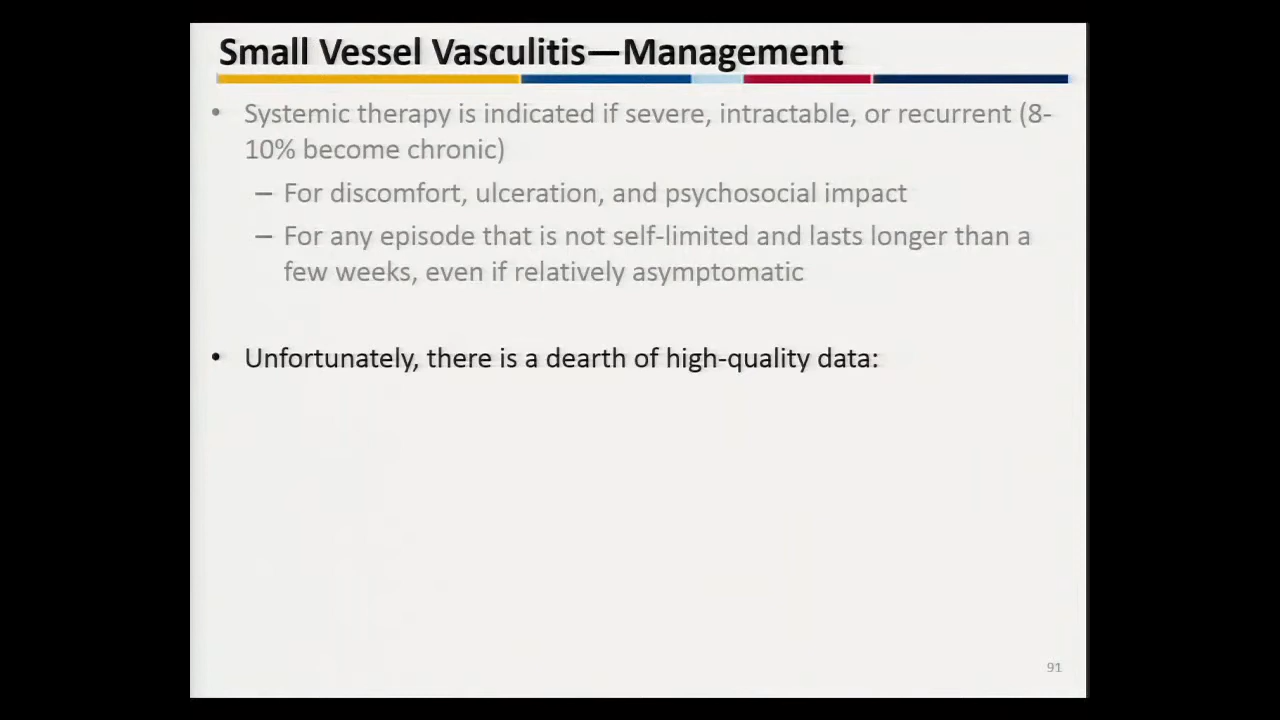 Small Vessel Vasculitis—Management
• Systemic therapy is indicated if severe, intractable, or recurrent (8-
10% become chronic)
– For discomfort, ulceration, and psychosocial impact
– For any episode that is not self-limited and lasts longer than a
few weeks, even if relatively asymptomatic
• Unfortunately, there is a dearth of high-quality data:
91